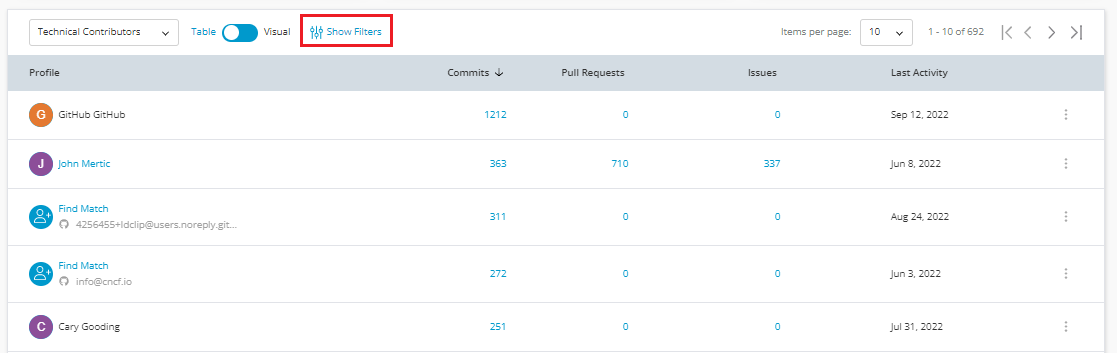 Technical Contributors Table Visual Show Filters Items per page: 10 1 - 10 of 692
Profile Commits Pull Requests Issues Last Activity
G GitHub GitHub 1212 0 0 Sep 12, 2022
J John Mertic 363 710 337 Jun 8, 2022
Find Match
4256455+ldclip@users.noreply.git... 311 0 0 Aug 24, 2022
Find Match
info@cncf.io 272 0 0 Jun 3, 2022
C Cary Gooding 251 0 0 Jul 31, 2022